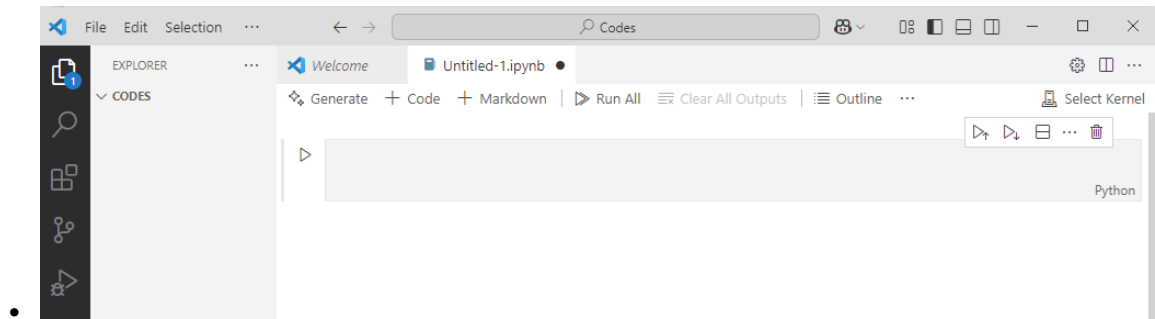 File Edit Selection ··· Codes
EXPLORER ··· Welcome Untitled-1.ipynb
CODES Generate + Code + Markdown Run All Clear All Outputs Outline ··· Select Kernel
1
Python